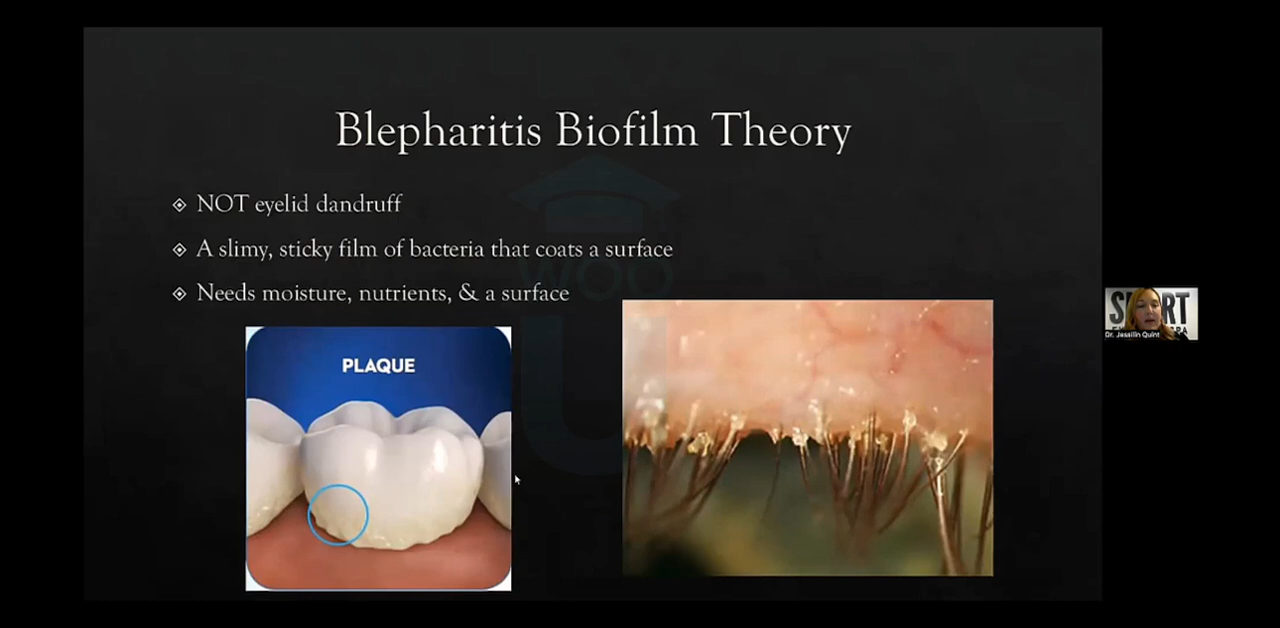 Blepharitis Biofilm Theory
NOT eyelid dandruff
A slimy, sticky film of bacteria that coats a surface
Needs moisture, nutrients, & a surface
WOO
U
PLAQUE
Dr. Jessilin Quint